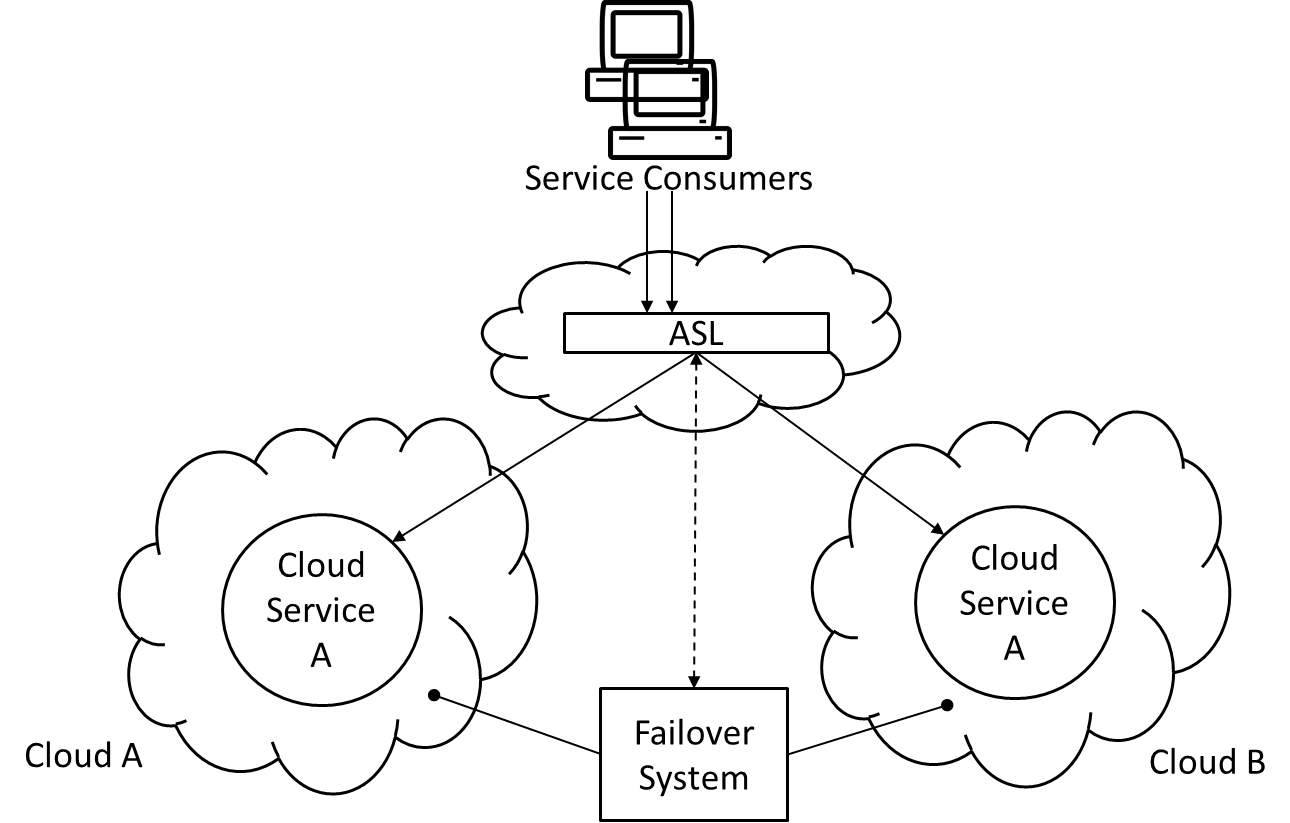 Service Consumers
ASL
Cloud
Service
A
Cloud
Service
A
Failover
System
Cloud A
Cloud B